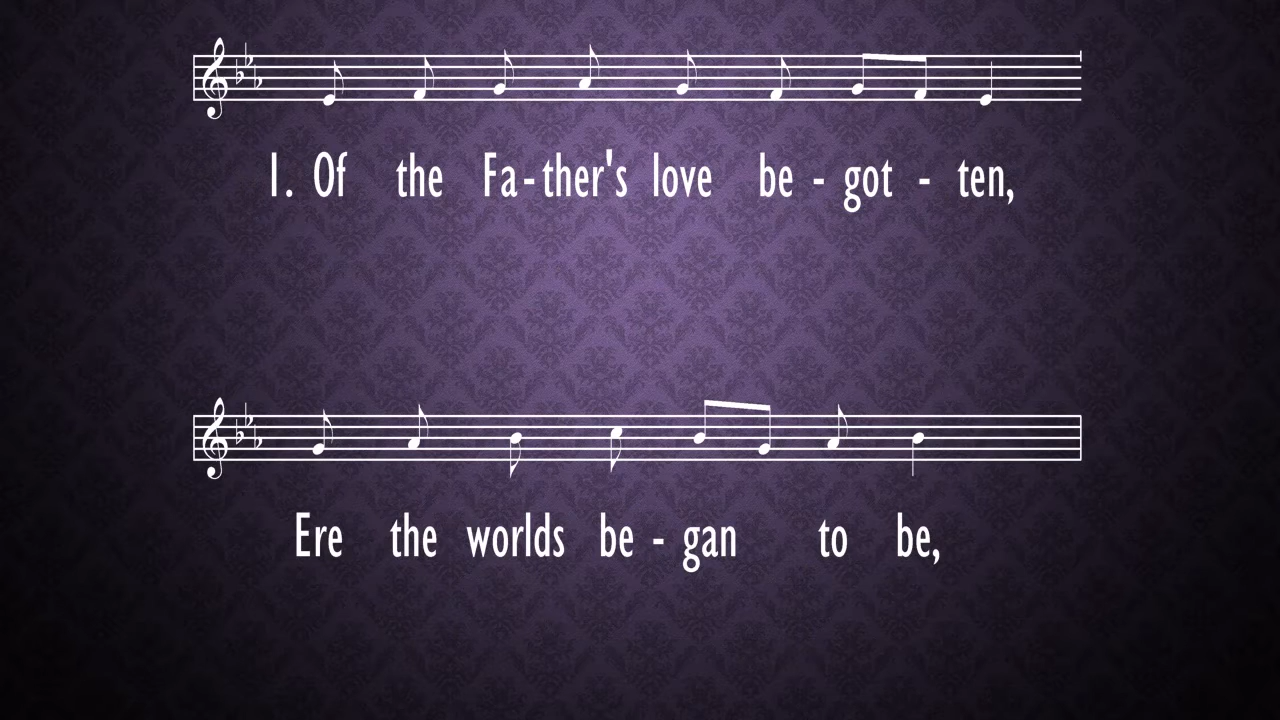 1. Of the Fa-ther's love be - got - ten,
Ere the worlds be - gan to be,